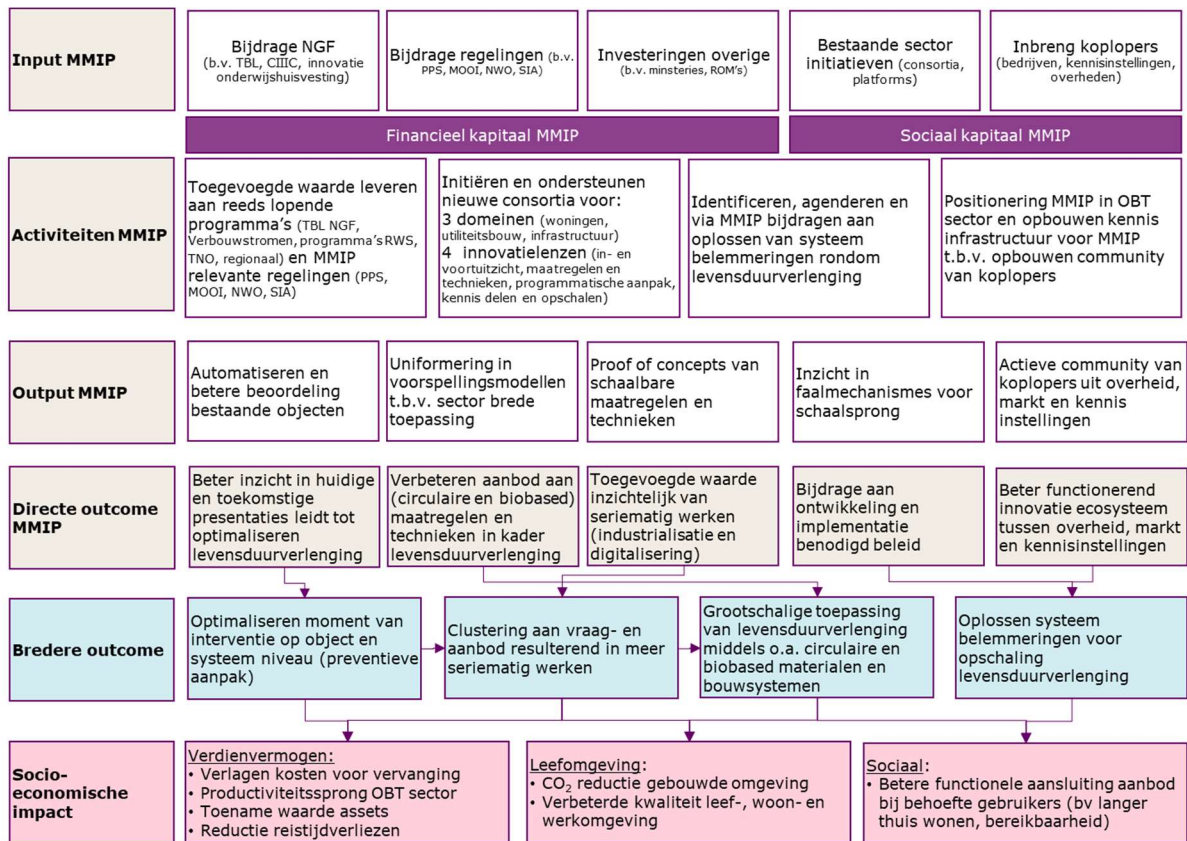 Input MMIP
Bijdrage NGF
(b.v. TBL, CIIIC, innovatie
onderwijshuisvesting)
Bijdrage regelingen (b.v.
PPS, MOOI, NWO, SIA)
Investeringen overige
(b.v. minsteries, ROM's)
Bestaande sector
initiatieven (consortia,
platforms)
Inbreng koplopers
(bedrijven, kennisinstellingen,
overheden)
Financieel kapitaal MMIP
Sociaal kapitaal MMIP
Activiteiten MMIP
Toegevoegde waarde leveren
aan reeds lopende
programma's (TBL NGF,
Verbouwstromen, programma's RWS,
TNO, regionaal) en MMIP
relevante regelingen (PPS,
MOOI, NWO, SIA)
Initiëren en ondersteunen
nieuwe consortia voor:
3 domeinen (woningen,
utiliteitsbouw, infrastructuur)
4 innovatielenzen (in- en
voortuitzicht, maatregelen en
technieken, programmatische aanpak,
kennis delen en opschalen)
Identificeren, agenderen en
via MMIP bijdragen aan
oplossen van systeem
belemmeringen rondom
levensduurverlenging
Positionering MMIP in OBT
sector en opbouwen kennis
infrastructuur voor MMIP
t.b.v. opbouwen community
van koplopers
Output MMIP
Automatiseren en
betere beoordeling
bestaande objecten
Uniformering in
voorspellingsmodellen
t.b.v. sector brede
toepassing
Proof of concepts van
schaalbare
maatregelen en
technieken
Inzicht in
faalmechanismes voor
schaalsprong
Actieve community van
koplopers uit overheid,
markt en kennis
instellingen
Directe outcome
MMIP
Beter inzicht in huidige
en toekomstige
presentaties leidt tot
optimaliseren
levensduurverlenging
Verbeteren aanbod aan
(circulaire en biobased)
maatregelen en
technieken in kader
levensduurverlenging
Toegevoegde waarde
inzichtelijk van
seriematig werken
(industrialisatie en
digitalisering)
Bijdrage aan
ontwikkeling en
implementatie
benodigd beleid
Beter functionerend
innovatie ecosysteem
tussen overheid, markt
en kennisinstellingen
Bredere outcome
Optimaliseren moment van
interventie op object en
systeem niveau (preventieve
aanpak)
Clustering aan vraag- en
aanbod resulterend in meer
seriematig werken
Grootschalige toepassing
van levensduurverlenging
middels o.a. circulaire en
biobased materialen en
bouwsystemen
Oplossen systeem
belemmeringen voor
opschaling
levensduurverlenging
Socio-
economische
impact
Verdienvermogen:
• Verlagen kosten voor vervanging
• Productiviteitssprong OBT sector
• Toename waarde assets
• Reductie reistijdverliezen
Leefomgeving:
• CO₂ reductie gebouwde omgeving
• Verbeterde kwaliteit leef-, woon- en
werkomgeving
Sociaal:
• Betere functionele aansluiting aanbod
bij behoefte gebruikers (bv langer
thuis wonen, bereikbaarheid)